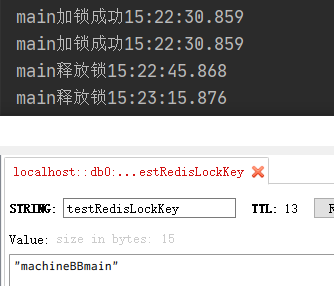 main加锁成功15:22:30.859
main加锁成功15:22:30.859
main释放锁15:22:45.868
main释放锁15:23:15.876
localhost::db0:...estRedisLockKey
STRING: testRedisLockKey TTL: 13
Value: size in bytes: 15
"machineBBmain"